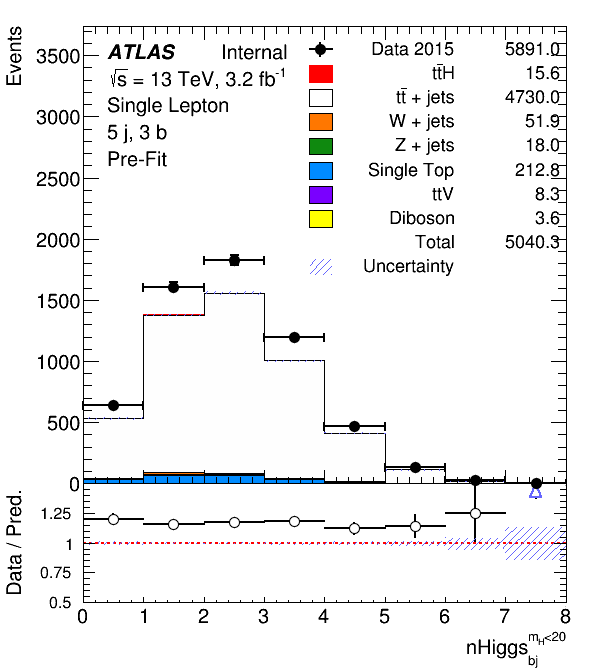 Events
3500
3000
2500
2000
1500
1000
500
0
ATLAS Internal
√s = 13 TeV, 3.2 fb⁻¹
Single Lepton
5 j, 3 b
Pre-Fit
Data 2015 5891.0
tt̄H 15.6
tt̄ + jets 4730.0
W + jets 51.9
Z + jets 18.0
Single Top 212.8
ttV 8.3
Diboson 3.6
Total 5040.3
Uncertainty
Data / Pred.
1.25
1
0.75
0.5
0 1 2 3 4 5 6 7 8
nHiggs_bj^{m_H<20}